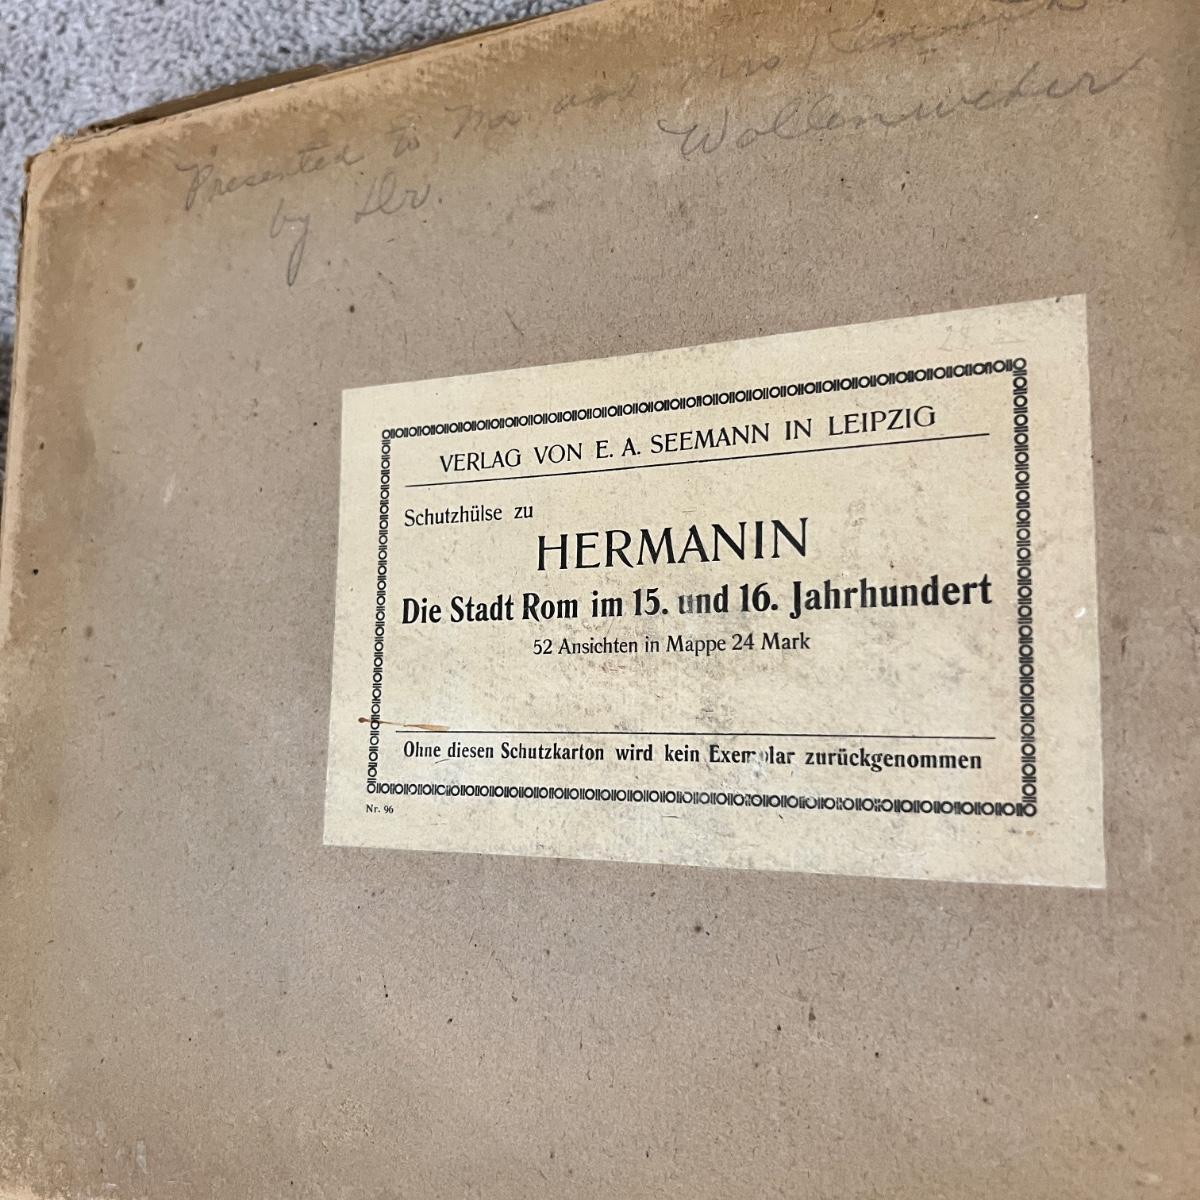 Presented to Mr and Mrs
by Dr. Wollenweber
VERLAG VON E. A. SEEMANN IN LEIPZIG
Schutzhülse zu
HERMANIN
Die Stadt Rom im 15. und 16. Jahrhundert
52 Ansichten in Mappe 24 Mark
Ohne diesen Schutzkarton wird kein Exemplar zurückgenommen
Nr. 96